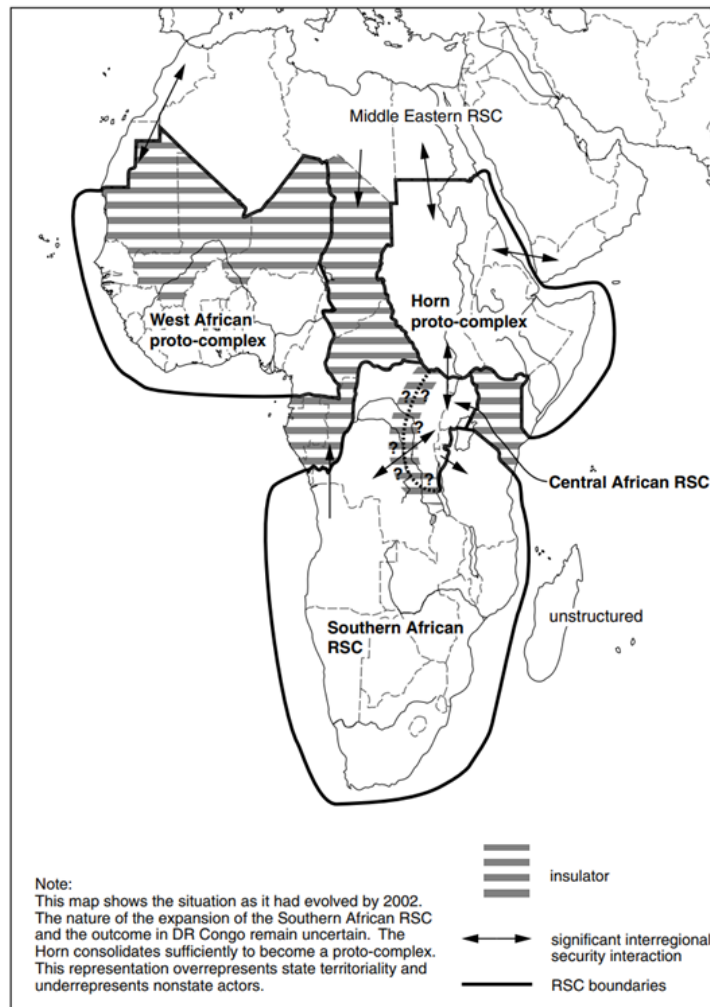 Middle Eastern RSC
West African
proto-complex
Horn
proto-complex
? ?
?
?
? ?
Central African RSC
unstructured
Southern African
RSC
Note:
This map shows the situation as it had evolved by 2002.
The nature of the expansion of the Southern African RSC
and the outcome in DR Congo remain uncertain. The
Horn consolidates sufficiently to become a proto-complex.
This representation overrepresents state territoriality and
underrepresents nonstate actors.
insulator
significant interregional
security interaction
RSC boundaries